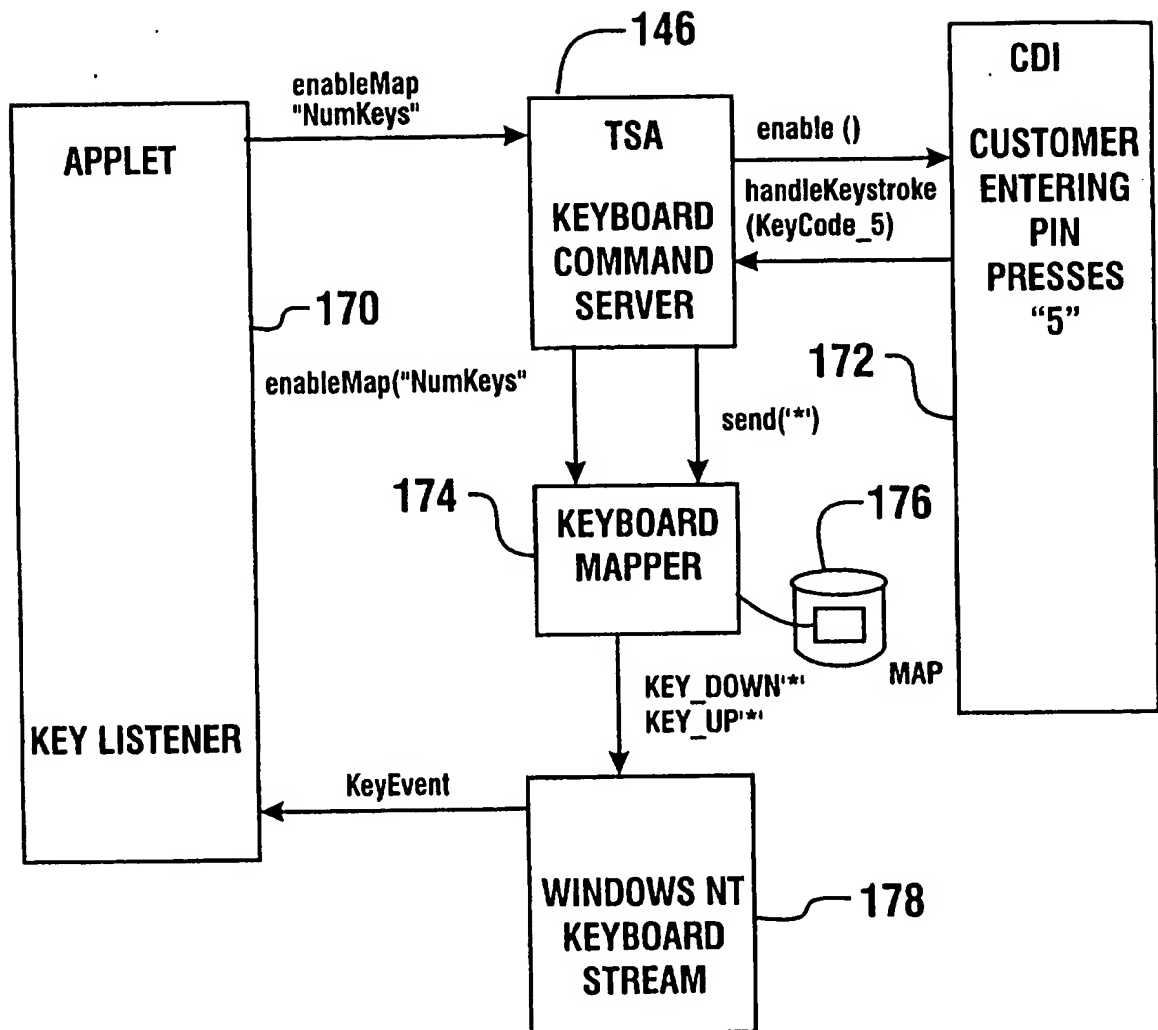 146
enableMap
"NumKeys"
APPLET
TSA
KEYBOARD
COMMAND
SERVER
enable ()
handleKeystroke
(KeyCode_5)
CDI
CUSTOMER
ENTERING
PIN
PRESSES
“5”
170
172
enableMap("NumKeys"
send('*')
174
KEYBOARD
MAPPER
176
MAP
KEY_DOWN'*'
KEY_UP'*'
KEY LISTENER
KeyEvent
WINDOWS NT
KEYBOARD
STREAM
178